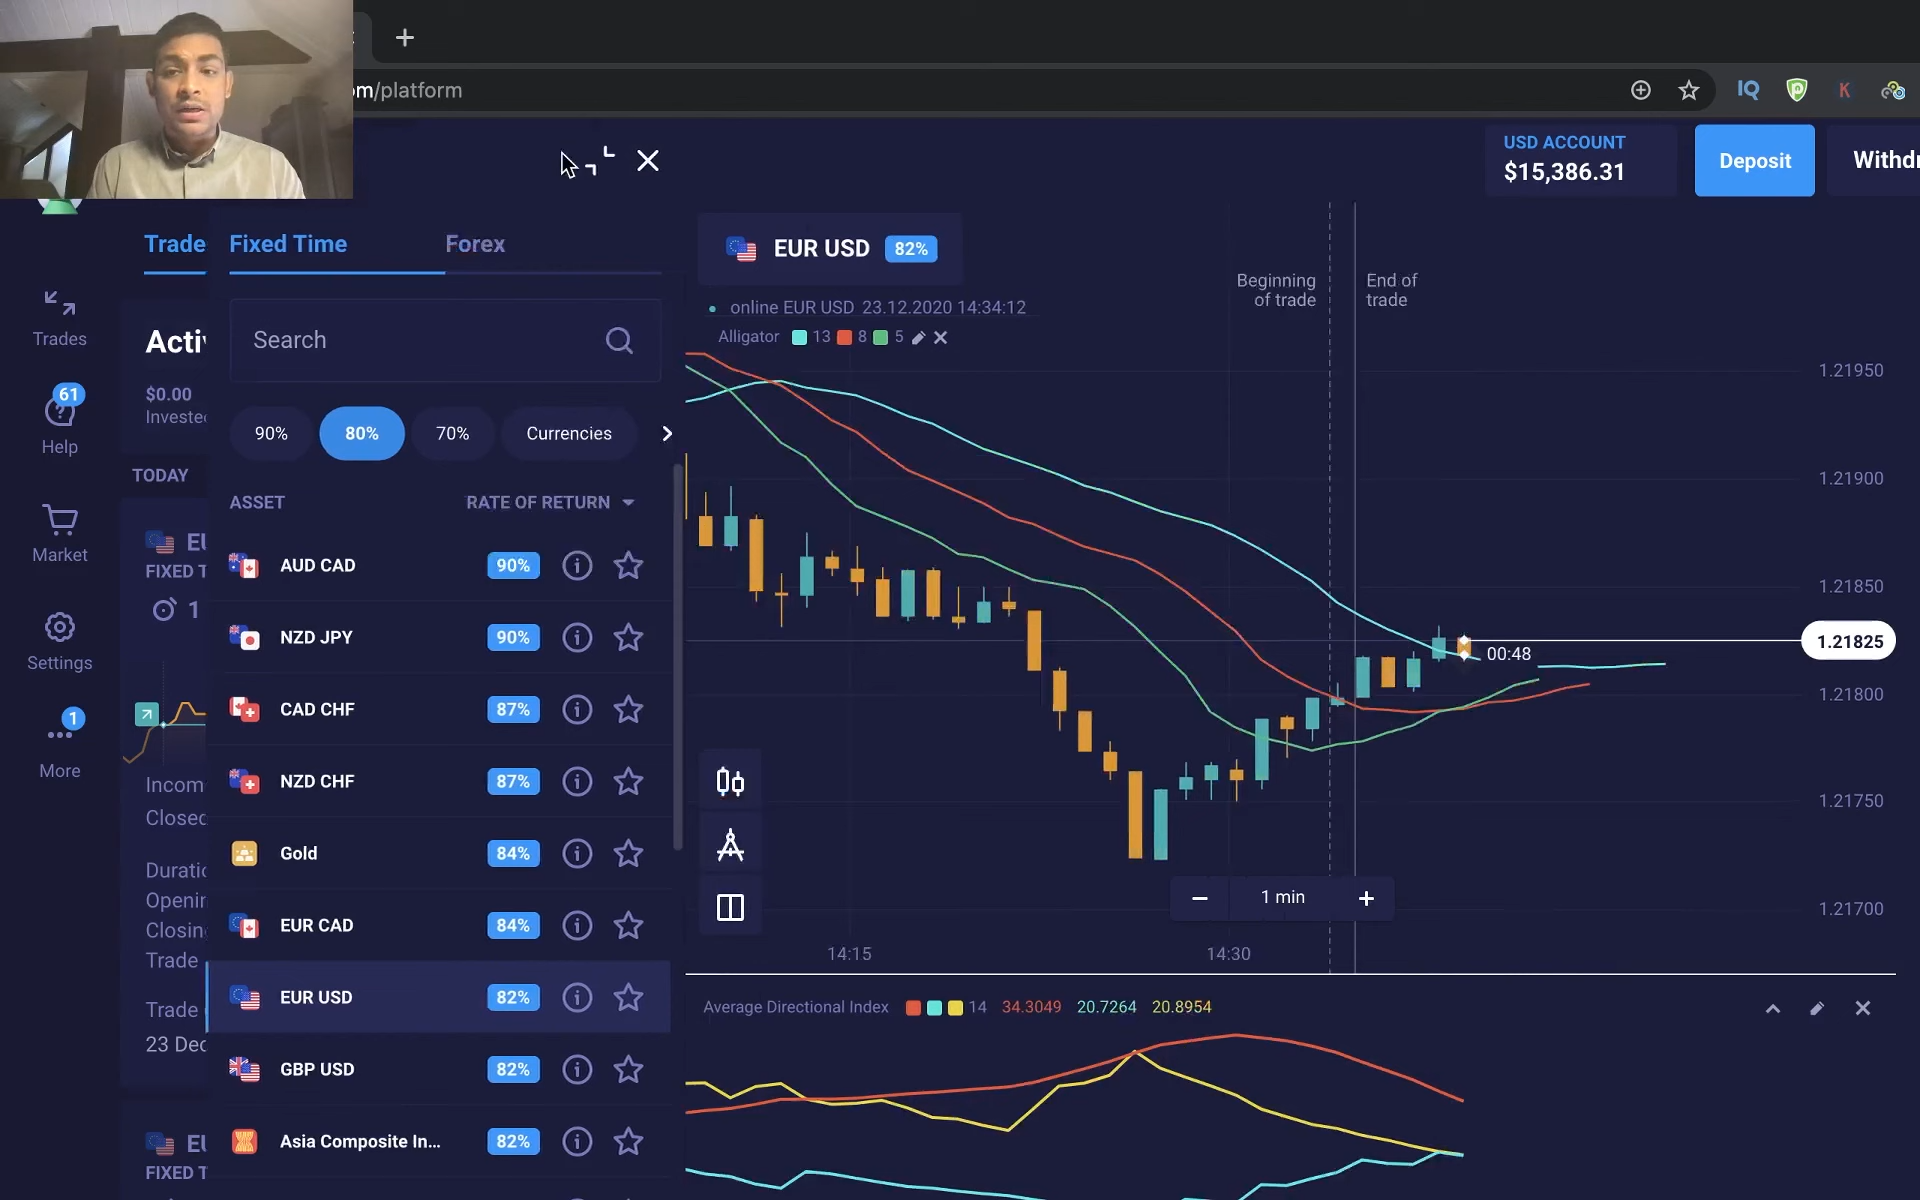 +
om/platform
IQ
K
USD ACCOUNT
$15,386.31
Deposit
Withdr
Trade
Fixed Time
Forex
EUR USD 82%
Beginning
of trade
End of
trade
online EUR USD 23.12.2020 14:34:12
Alligator 13 8 5
Trades
Search
Acti
$0.00
Invested
61
Help
90%
80%
70%
Currencies
TODAY
ASSET
RATE OF RETURN
Market
EU
FIXED T
1
Settings
1
More
AUD CAD 90%
NZD JPY 90%
CAD CHF 87%
NZD CHF 87%
Gold 84%
EUR CAD 84%
EUR USD 82%
GBP USD 82%
Asia Composite In... 82%
Incom
Closed
Duratio
Openin
Closin
Trade
Trade
23 Dec
EU
FIXED T
1.21950
1.21900
1.21850
1.21825
00:48
1.21800
1.21750
1.21700
1 min
14:15
14:30
Average Directional Index 14 34.3049 20.7264 20.8954